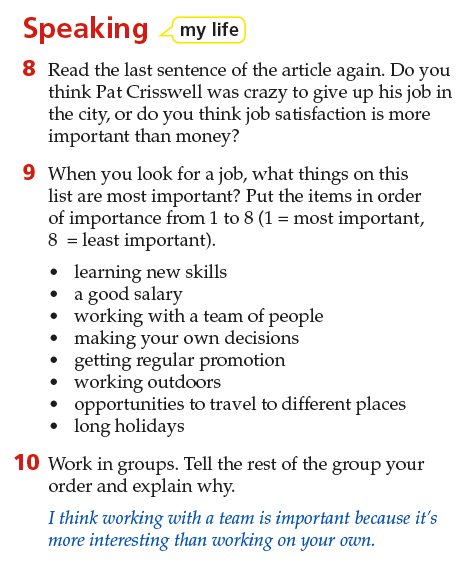 Speaking my life
8 Read the last sentence of the article again. Do you
think Pat Crisswell was crazy to give up his job in
the city, or do you think job satisfaction is more
important than money?
9 When you look for a job, what things on this
list are most important? Put the items in order
of importance from 1 to 8 (1 = most important,
8 = least important).
• learning new skills
• a good salary
• working with a team of people
• making your own decisions
• getting regular promotion
• working outdoors
• opportunities to travel to different places
• long holidays
10 Work in groups. Tell the rest of the group your
order and explain why.
I think working with a team is important because it's
more interesting than working on your own.